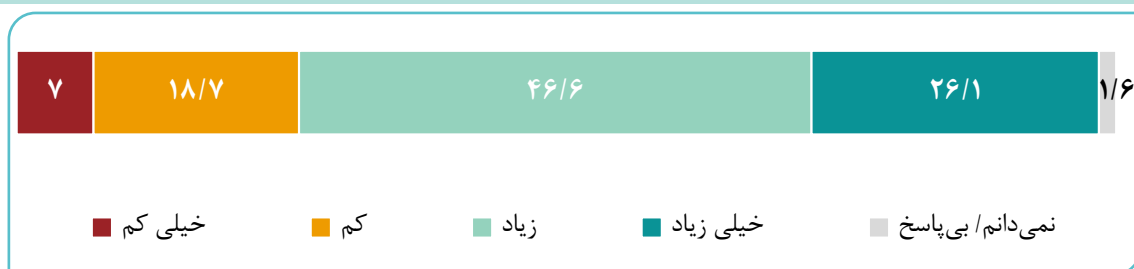 ۷ ۱۸/۷ ۴۶/۶ ۲۶/۱ ۱/۶
نمی‌دانم/ بی‌پاسخ خیلی زیاد زیاد کم خیلی کم